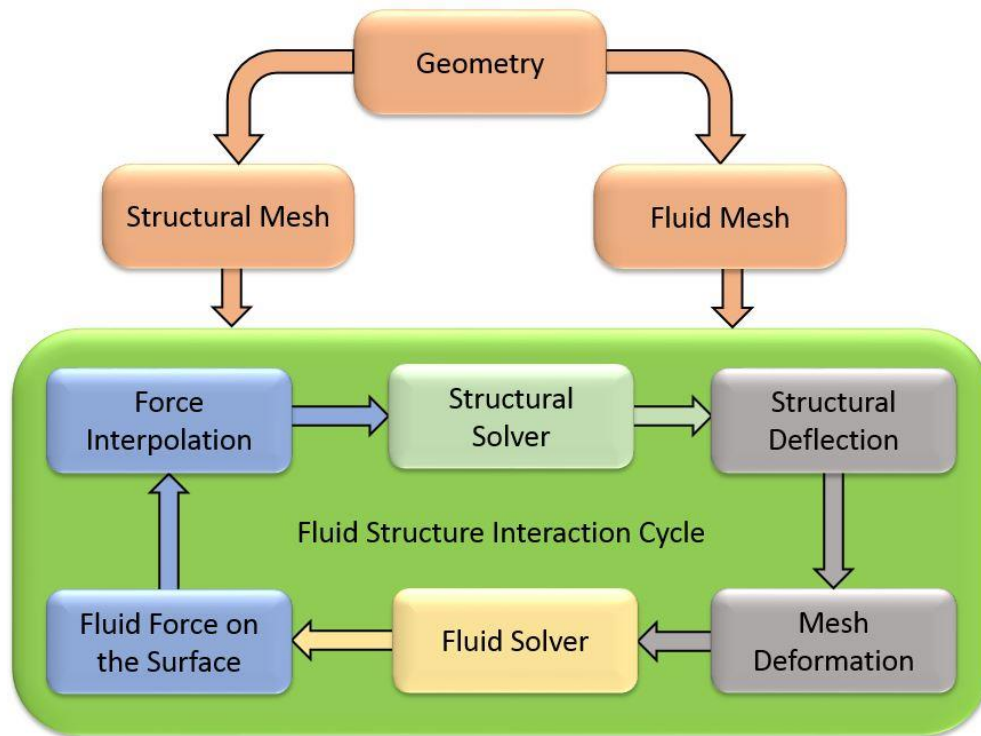 Geometry
Structural Mesh
Fluid Mesh
Force
Interpolation
Structural
Solver
Structural
Deflection
Fluid Structure Interaction Cycle
Fluid Force on
the Surface
Fluid Solver
Mesh
Deformation